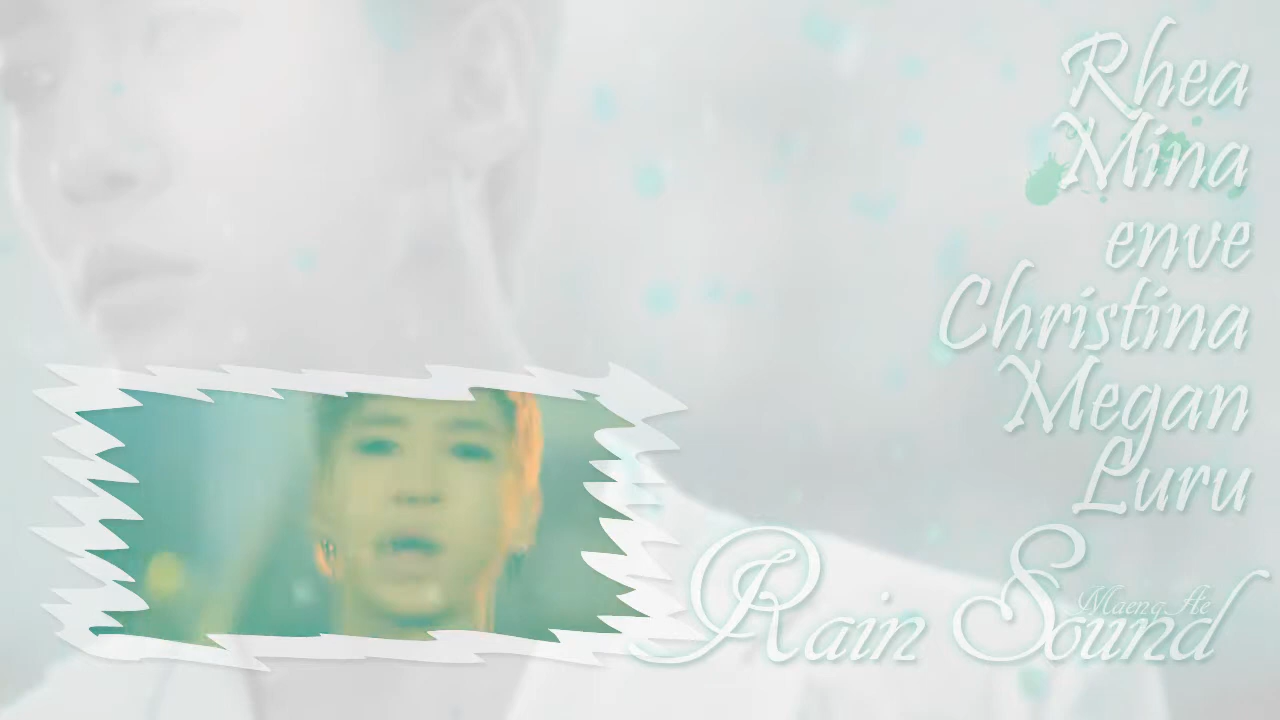 Rhea
Mina
enve
Christina
Megan
Luru
Rain Sound
Maeng He